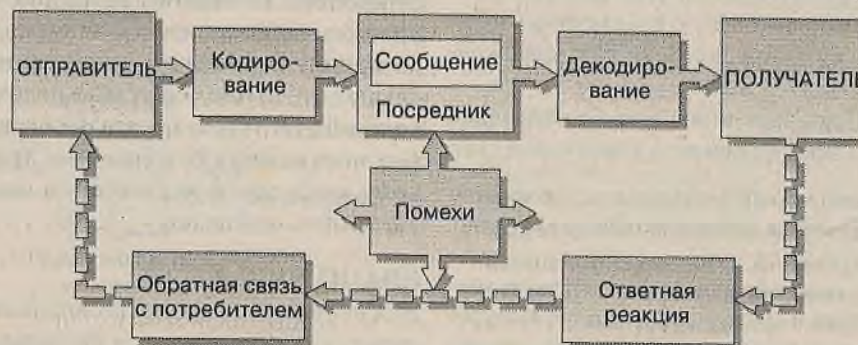 ОТПРАВИТЕЛЬ
Кодиро-
вание
Сообщение
Посредник
Декодиро-
вание
ПОЛУЧАТЕЛЬ
Помехи
Обратная связь
с потребителем
Ответная
реакция